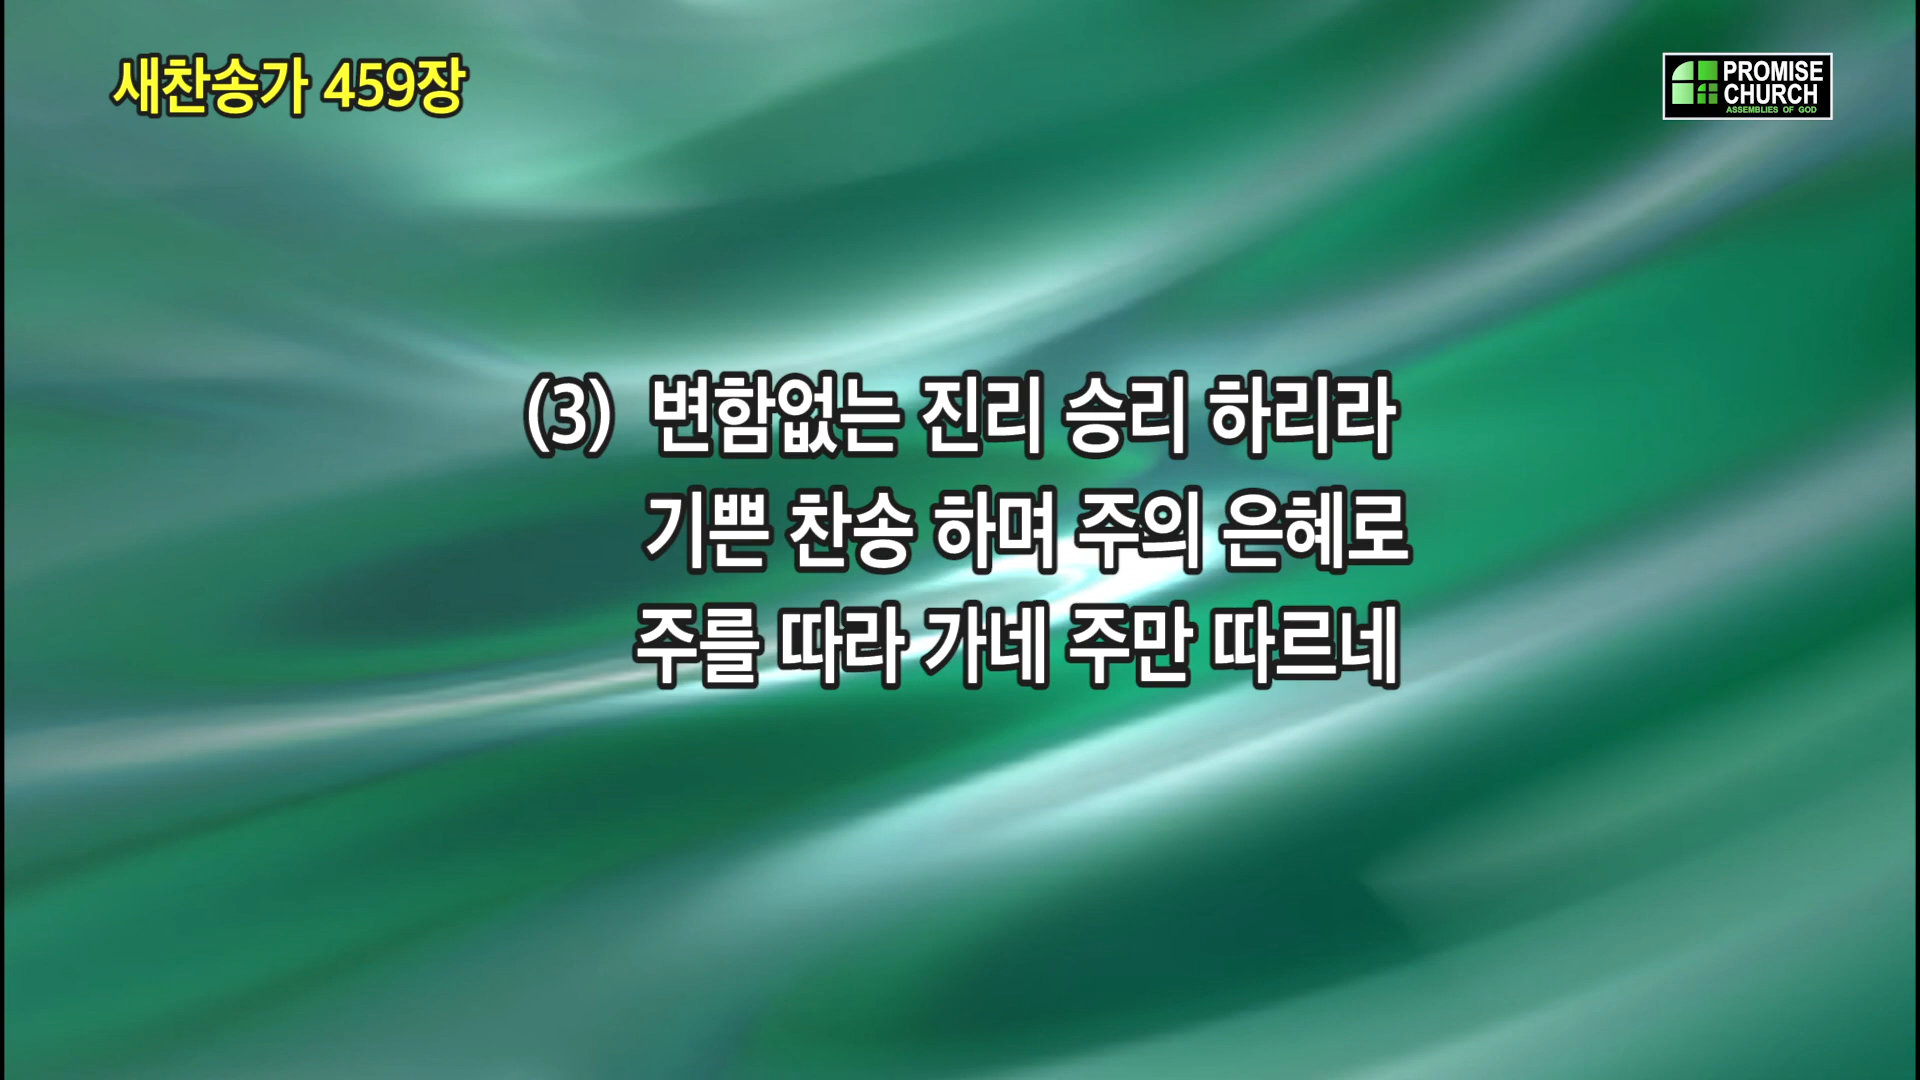 새찬송가 459장
PROMISE
CHURCH
ASSEMBLIES OF GOD
(3) 변함없는 진리 승리 하리라
기쁜 찬송 하며 주의 은혜로
주를 따라 가네 주만 따르네